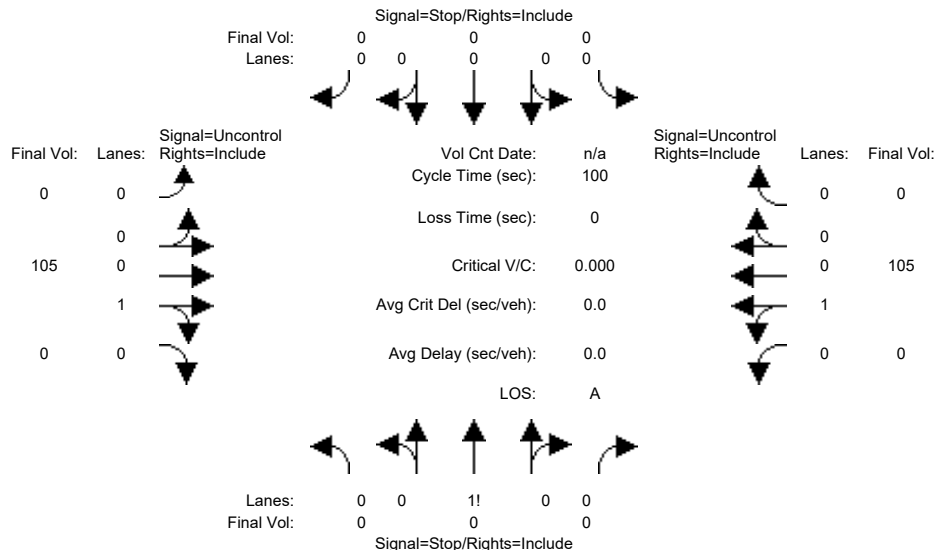 Signal=Stop/Rights=Include
Final Vol: 0 0 0
Lanes: 0 0 0 0 0
Signal=Uncontrol Signal=Uncontrol
Final Vol: Lanes: Rights=Include Vol Cnt Date: n/a Rights=Include Lanes: Final Vol:
Cycle Time (sec): 100
0 0 0 0
Loss Time (sec): 0
0 0
105 0 Critical V/C: 0.000 0 105
1 Avg Crit Del (sec/veh): 0.0 1
0 0 Avg Delay (sec/veh): 0.0 0 0
LOS: A
Lanes: 0 0 1! 0 0
Final Vol: 0 0 0
Signal=Stop/Rights=Include